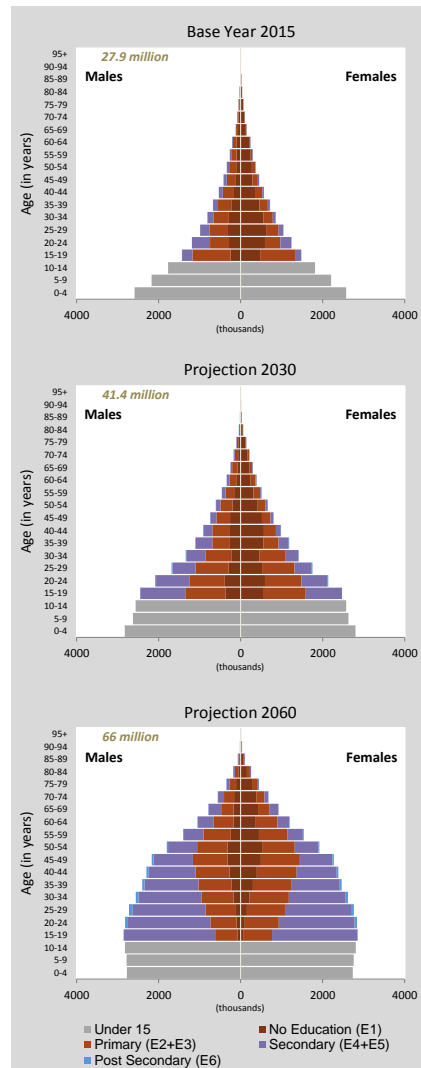 Base Year 2015
27.9 million
Males
Females
Age (in years)
95+
90-94
85-89
80-84
75-79
70-74
65-69
60-64
55-59
50-54
45-49
40-44
35-39
30-34
25-29
20-24
15-19
10-14
5-9
0-4
4000 2000 0 2000 4000
(thousands)
Projection 2030
41.4 million
Males
Females
Age (in years)
95+
90-94
85-89
80-84
75-79
70-74
65-69
60-64
55-59
50-54
45-49
40-44
35-39
30-34
25-29
20-24
15-19
10-14
5-9
0-4
4000 2000 0 2000 4000
(thousands)
Projection 2060
66 million
Males
Females
Age (in years)
95+
90-94
85-89
80-84
75-79
70-74
65-69
60-64
55-59
50-54
45-49
40-44
35-39
30-34
25-29
20-24
15-19
10-14
5-9
0-4
4000 2000 0 2000 4000
(thousands)
Under 15 No Education (E1)
Primary (E2+E3) Secondary (E4+E5)
Post Secondary (E6)